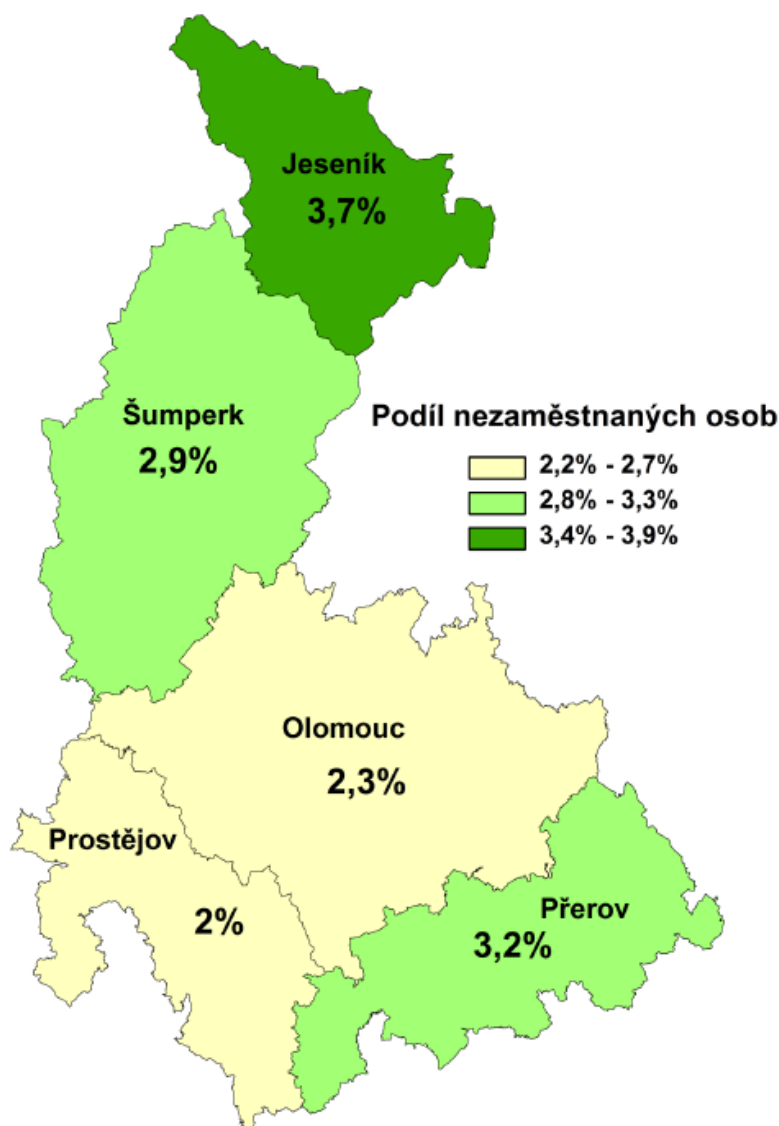 Jeseník
3,7%
Šumperk
2,9%
Podíl nezaměstnaných osob
2,2% - 2,7%
2,8% - 3,3%
3,4% - 3,9%
Olomouc
2,3%
Prostějov
2%
Přerov
3,2%